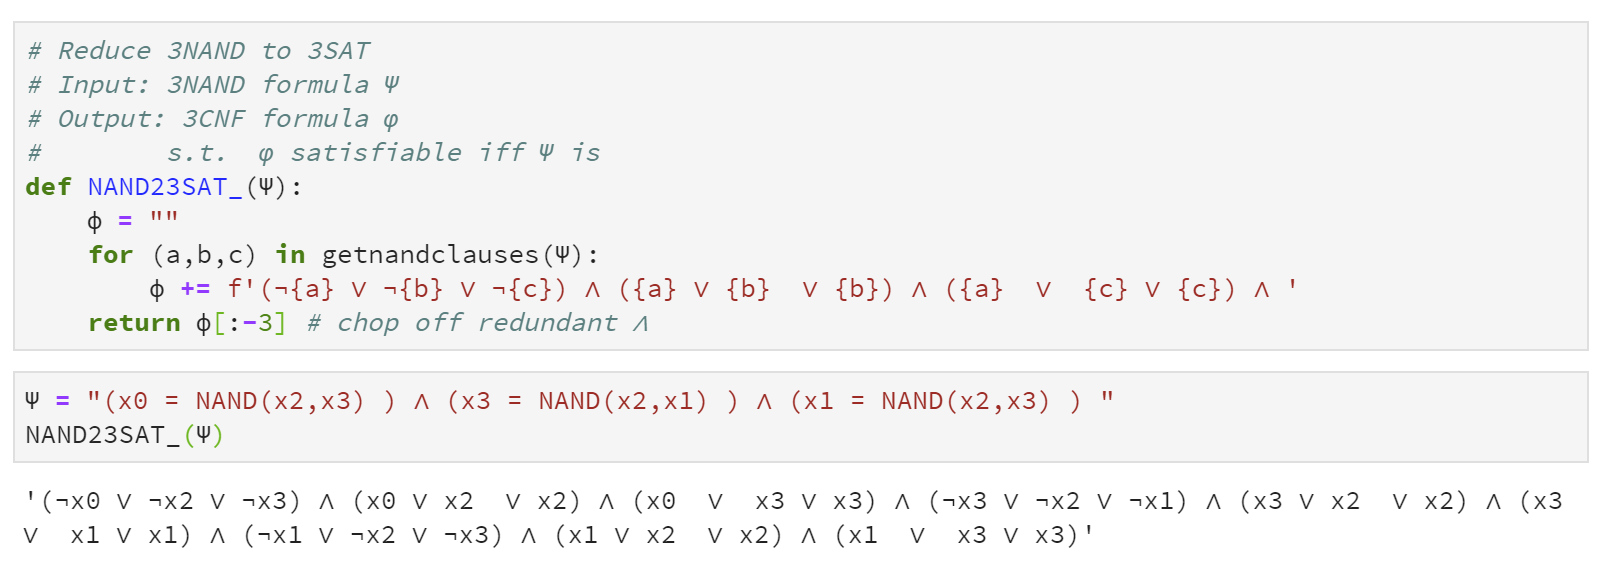 # Reduce 3NAND to 3SAT
# Input: 3NAND formula Ψ
# Output: 3CNF formula φ
#        s.t.  φ satisfiable iff Ψ is
def NAND23SAT_(Ψ):
    φ = ""
    for (a,b,c) in getnandclauses(Ψ):
        φ += f'(¬{a} ∨ ¬{b} ∨ ¬{c}) ∧ ({a} ∨ {b}  ∨ {b}) ∧ ({a}  ∨  {c} ∨ {c}) ∧ '
    return φ[:-3] # chop off redundant ∧
Ψ = "(x0 = NAND(x2,x3) ) ∧ (x3 = NAND(x2,x1) ) ∧ (x1 = NAND(x2,x3) ) "
NAND23SAT_(Ψ)
'(¬x0 ∨ ¬x2 ∨ ¬x3) ∧ (x0 ∨ x2  ∨ x2) ∧ (x0  ∨  x3 ∨ x3) ∧ (¬x3 ∨ ¬x2 ∨ ¬x1) ∧ (x3 ∨ x2  ∨ x2) ∧ (x3
∨  x1 ∨ x1) ∧ (¬x1 ∨ ¬x2 ∨ ¬x3) ∧ (x1 ∨ x2  ∨ x2) ∧ (x1  ∨  x3 ∨ x3)'